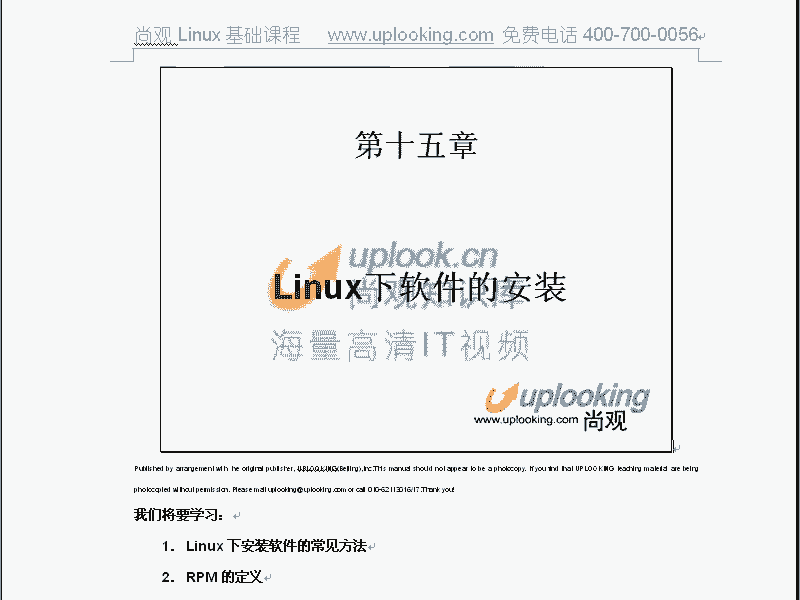 尚观 Linux 基础课程 www.uplooking.com 免费电话 400-700-0056
第十五章
uplook.cn
Linux下软件的安装
尚观知识库
海量高清IT视频
uplooking
www.uplooking.com 尚观
Published by arrangement with the original publisher, UPLOOKING(Beijing),Inc.This manual should not appear to be a photocopy. If you find that UPLOOKING teaching material are being
photocopied without permission. Please mail uplooking@uplooking.com or call 010-62113016/17.Thank you!
我们将要学习：
1. Linux 下安装软件的常见方法
2. RPM 的定义